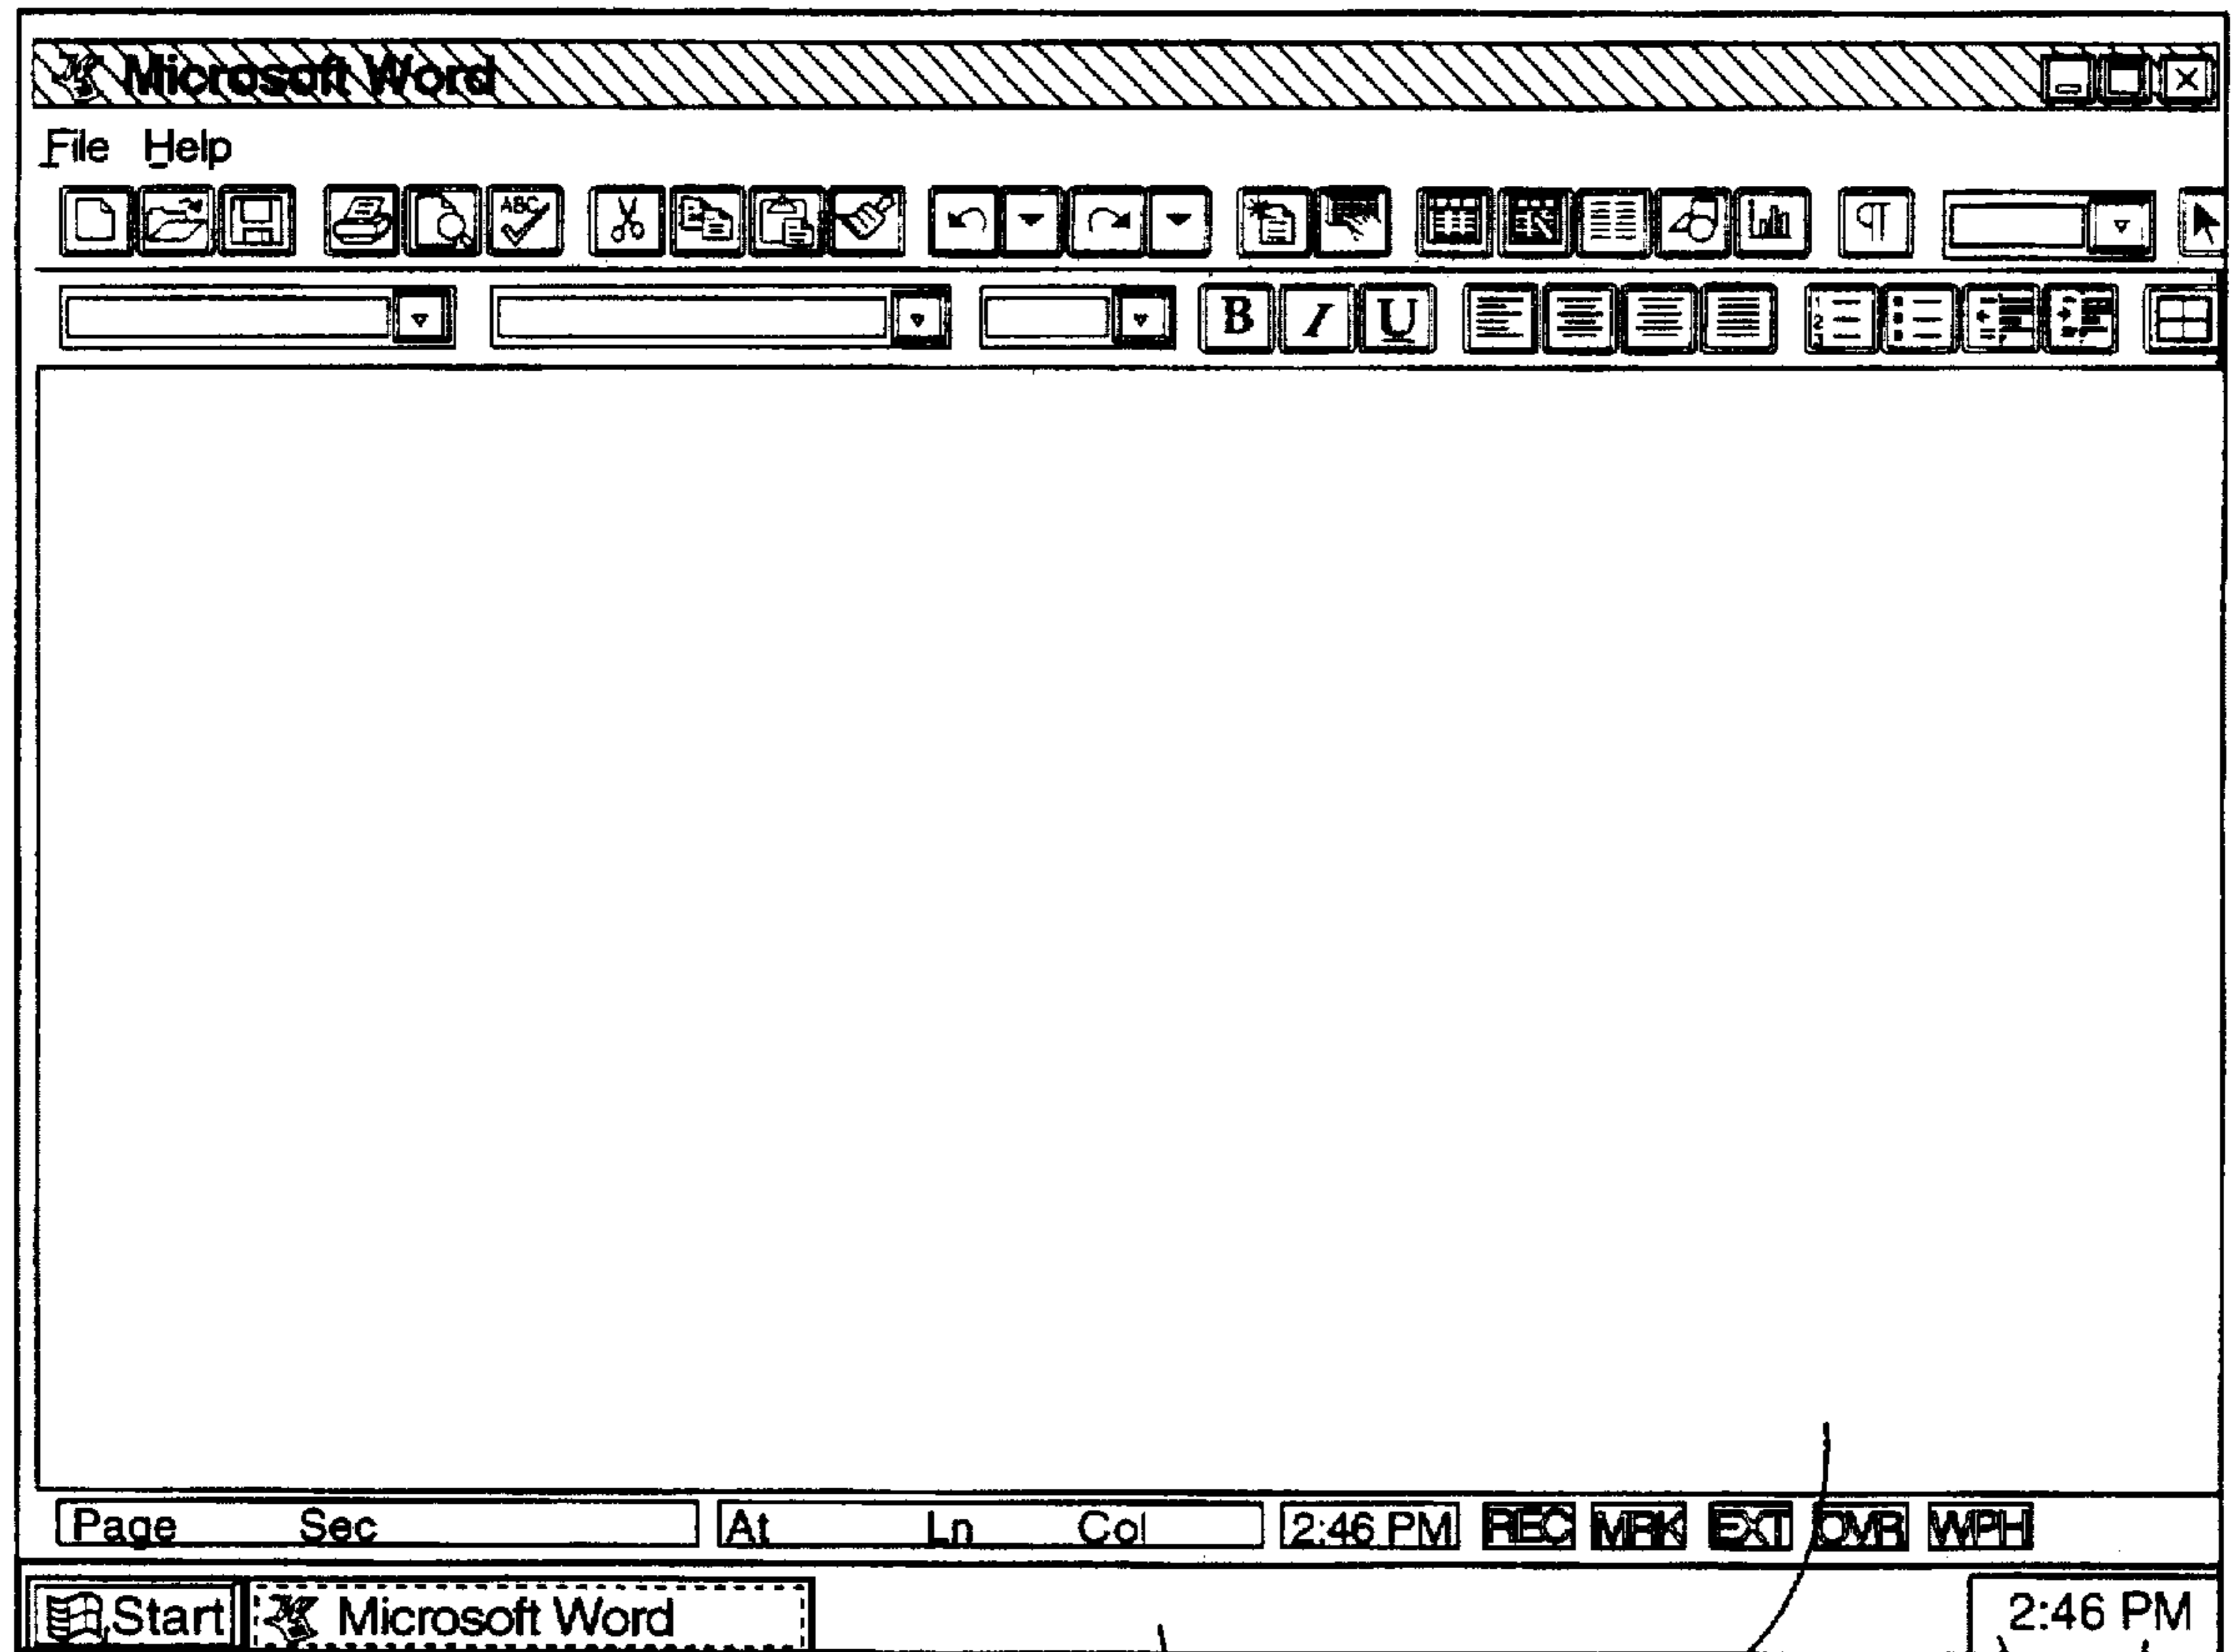 Microsoft Word
File Help
ABC
B I U
Page Sec At Ln Col 2:46 PM REC MRK EXT OVR WPH
Start Microsoft Word 2:46 PM